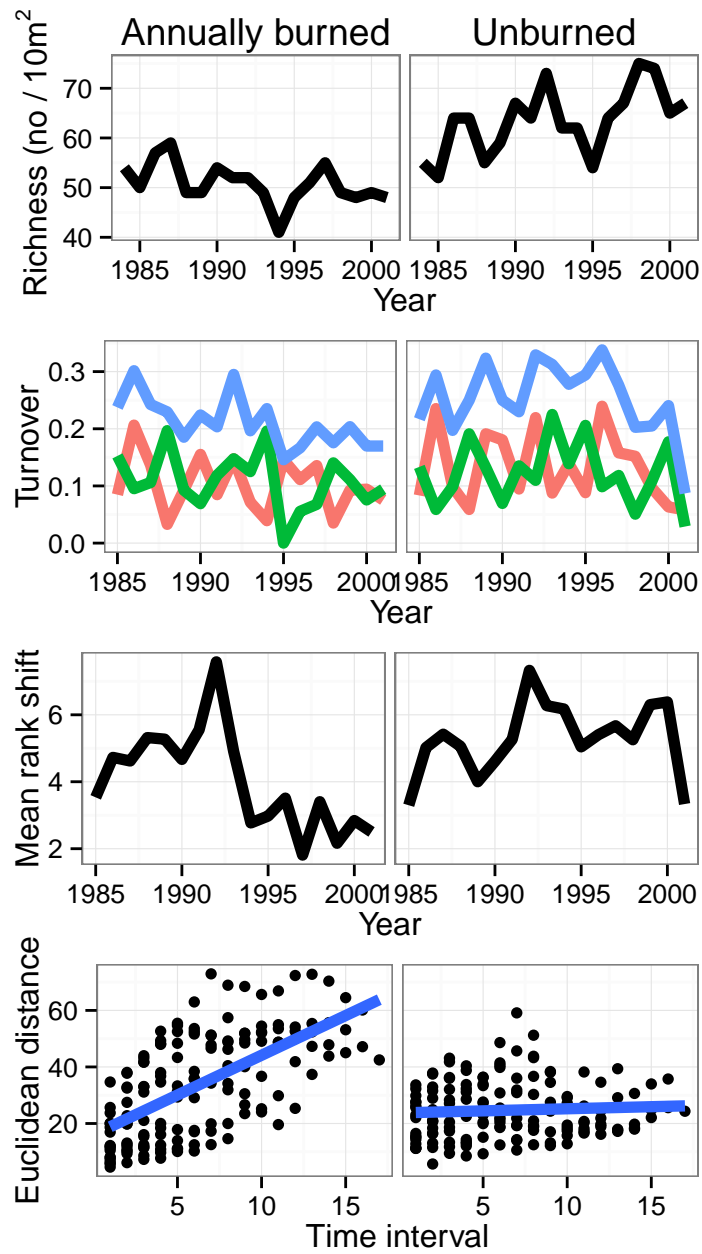 Annually burned Unburned
Richness (no / 10m²
70
60
50
40
1985 1990 1995 2000 1985 1990 1995 2000
Year
Turnover
0.3
0.2
0.1
0.0
1985 1990 1995 2000 1985 1990 1995 2000
Year
Mean rank shift
6
4
2
1985 1990 1995 2000 1985 1990 1995 2000
Year
Euclidean distance
60
40
20
5 10 15 5 10 15
Time interval